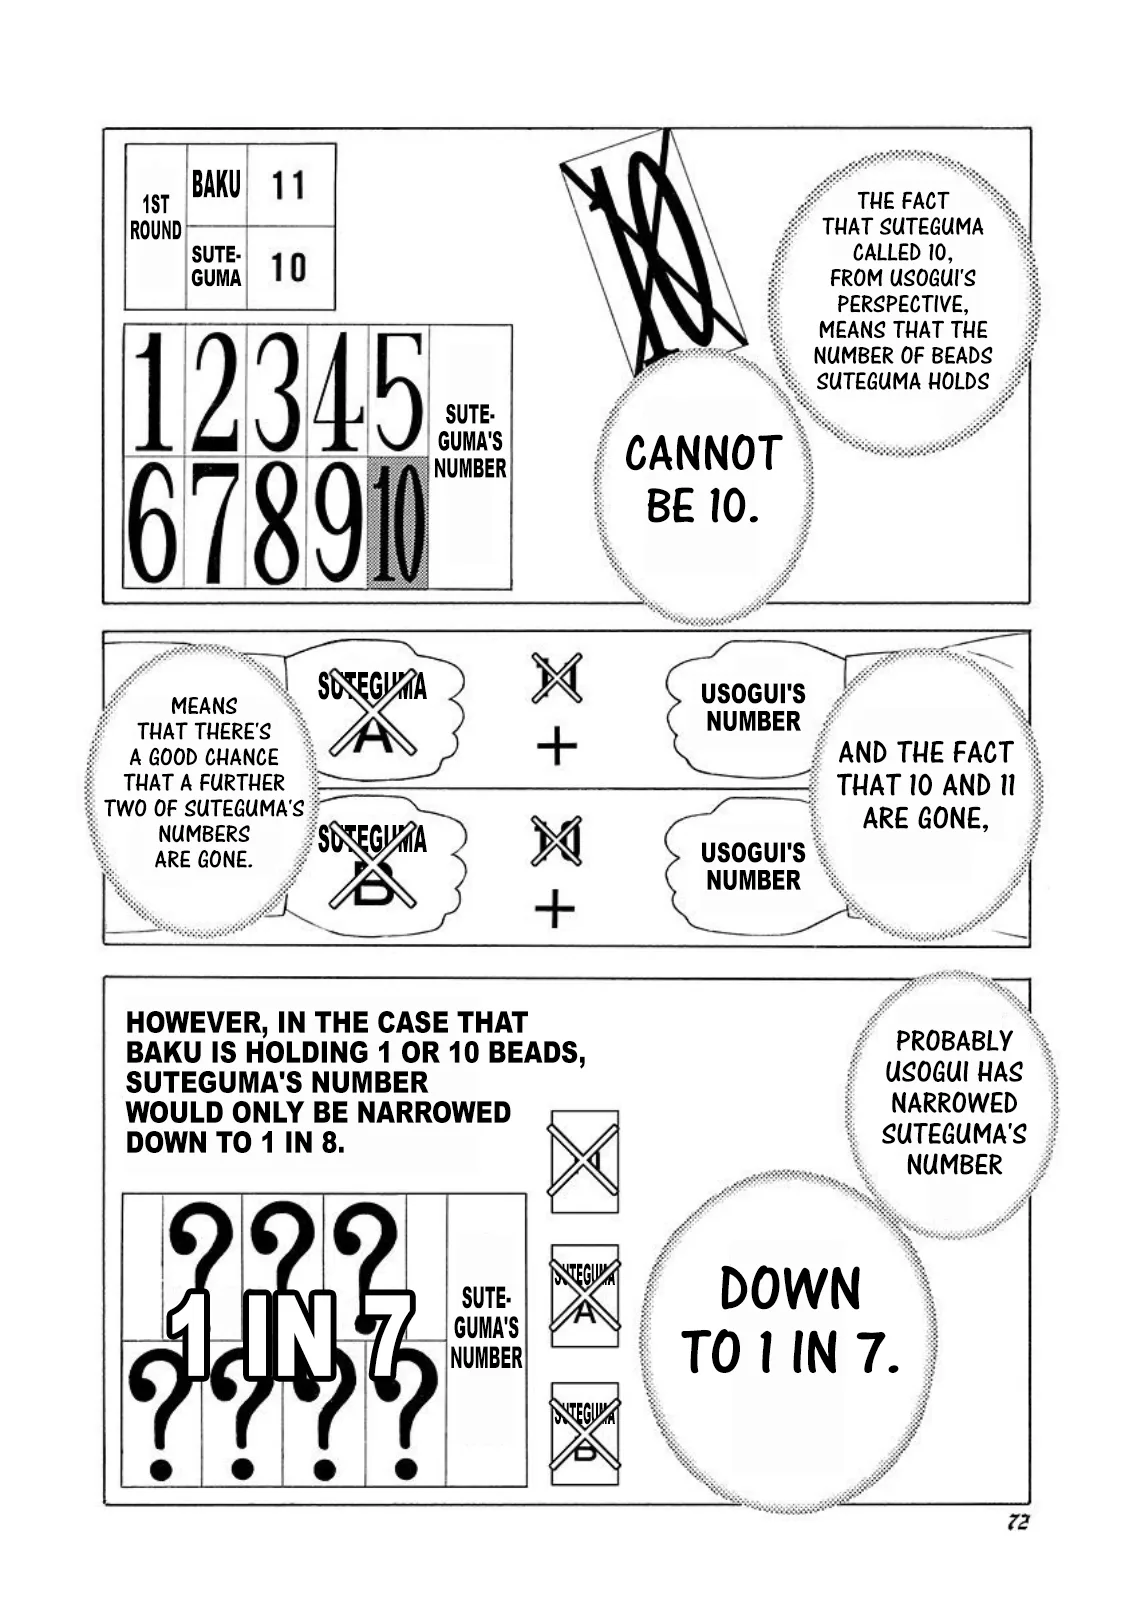 1ST
ROUND
BAKU
11
SUTE-
GUMA
10
10
THE FACT
THAT SUTEGUMA
CALLED 10,
FROM USOGUI'S
PERSPECTIVE,
MEANS THAT THE
NUMBER OF BEADS
SUTEGUMA HOLDS
CANNOT
BE 10.
1 2 3 4 5
6 7 8 9 10
SUTE-
GUMA'S
NUMBER
AND THE FACT
THAT 10 AND 11
ARE GONE,
SUTEGUMA
A
11
+
USOGUI'S
NUMBER
SUTEGUMA
B
10
+
USOGUI'S
NUMBER
MEANS
THAT THERE'S
A GOOD CHANCE
THAT A FURTHER
TWO OF SUTEGUMA'S
NUMBERS
ARE GONE.
PROBABLY
USOGUI HAS
NARROWED
SUTEGUMA'S
NUMBER
DOWN
TO 1 IN 7.
HOWEVER, IN THE CASE THAT
BAKU IS HOLDING 1 OR 10 BEADS,
SUTEGUMA'S NUMBER
WOULD ONLY BE NARROWED
DOWN TO 1 IN 8.
? ? ?
1 IN 7
? ? ? ?
SUTE-
GUMA'S
NUMBER
SUTEGUMA
A
SUTEGUMA
B
72